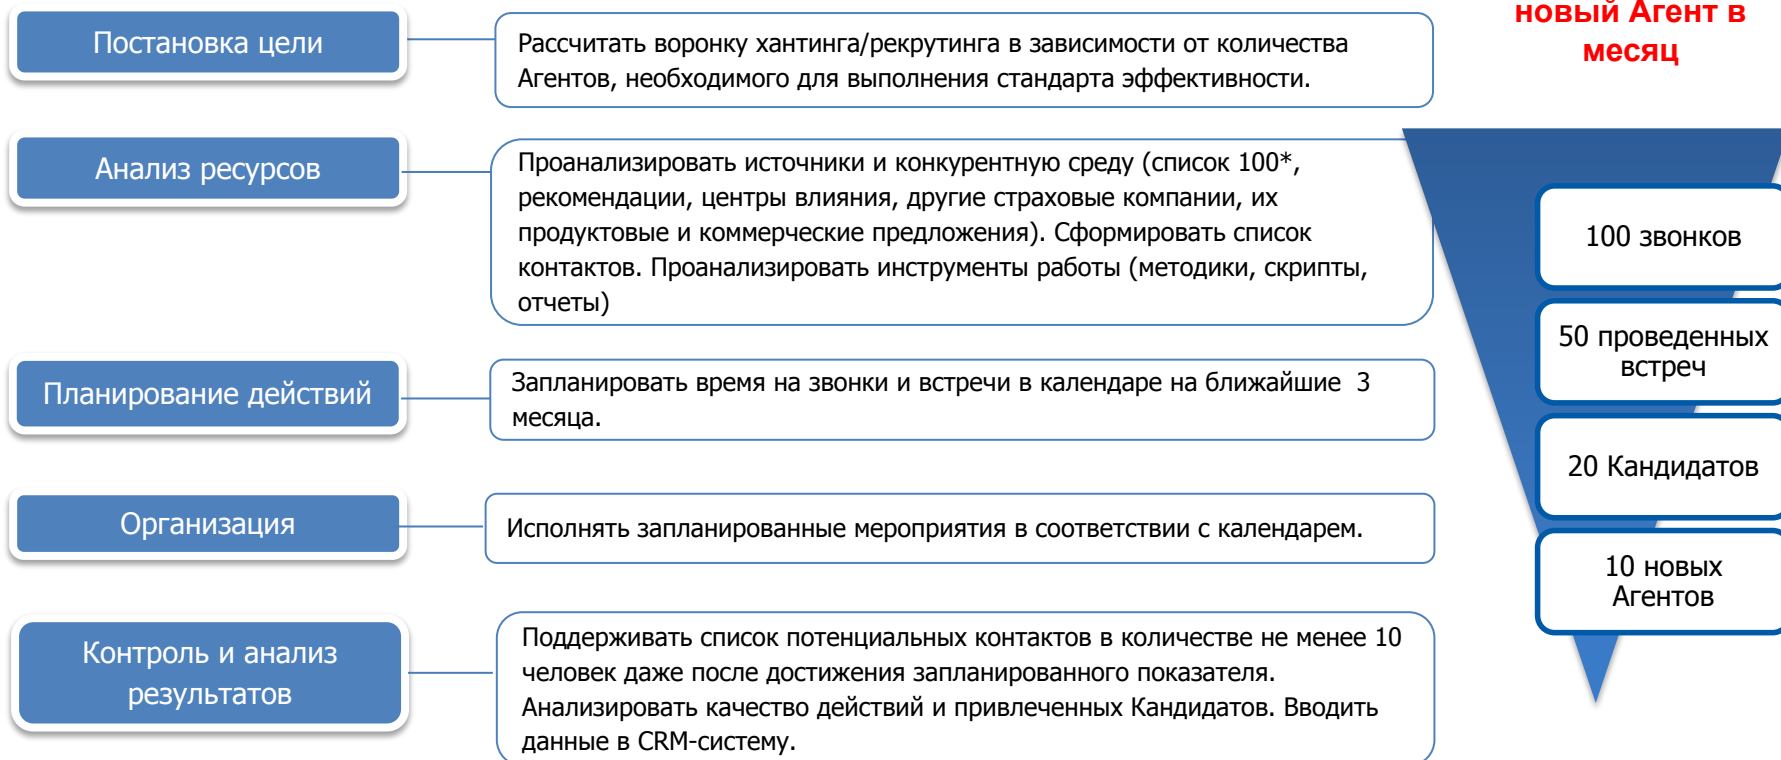 Постановка цели
Рассчитать воронку хантинга/рекрутинга в зависимости от количества
Агентов, необходимого для выполнения стандарта эффективности.
новый Агент в
месяц
Анализ ресурсов
Проанализировать источники и конкурентную среду (список 100*,
рекомендации, центры влияния, другие страховые компании, их
продуктовые и коммерческие предложения). Сформировать список
контактов. Проанализировать инструменты работы (методики, скрипты,
отчеты)
Планирование действий
Запланировать время на звонки и встречи в календаре на ближайшие  3
месяца.
Организация
Исполнять запланированные мероприятия в соответствии с календарем.
Контроль и анализ
результатов
Поддерживать список потенциальных контактов в количестве не менее 10
человек даже после достижения запланированного показателя.
Анализировать качество действий и привлеченных Кандидатов. Вводить
данные в CRM-систему.
100 звонков
50 проведенных
встреч
20 Кандидатов
10 новых
Агентов